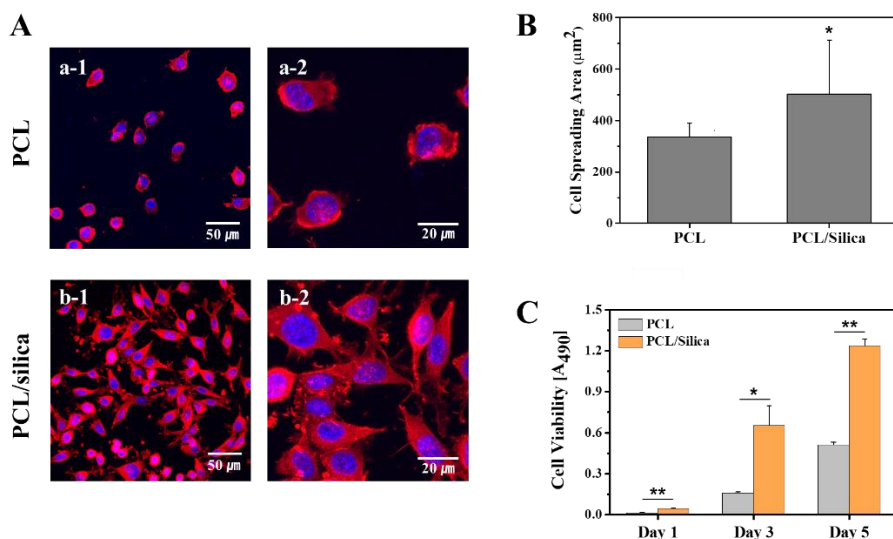 A
PCL
a-1
50 μm
a-2
20 μm
PCL/silica
b-1
50 μm
b-2
20 μm
B
Cell Spreading Area (μm²)
800
600
400
200
0
*
PCL
PCL/Silica
C
Cell Viability [A₄₉₀]
1.5
1.2
0.9
0.6
0.3
0.0
PCL
PCL/Silica
**
*
**
Day 1
Day 3
Day 5